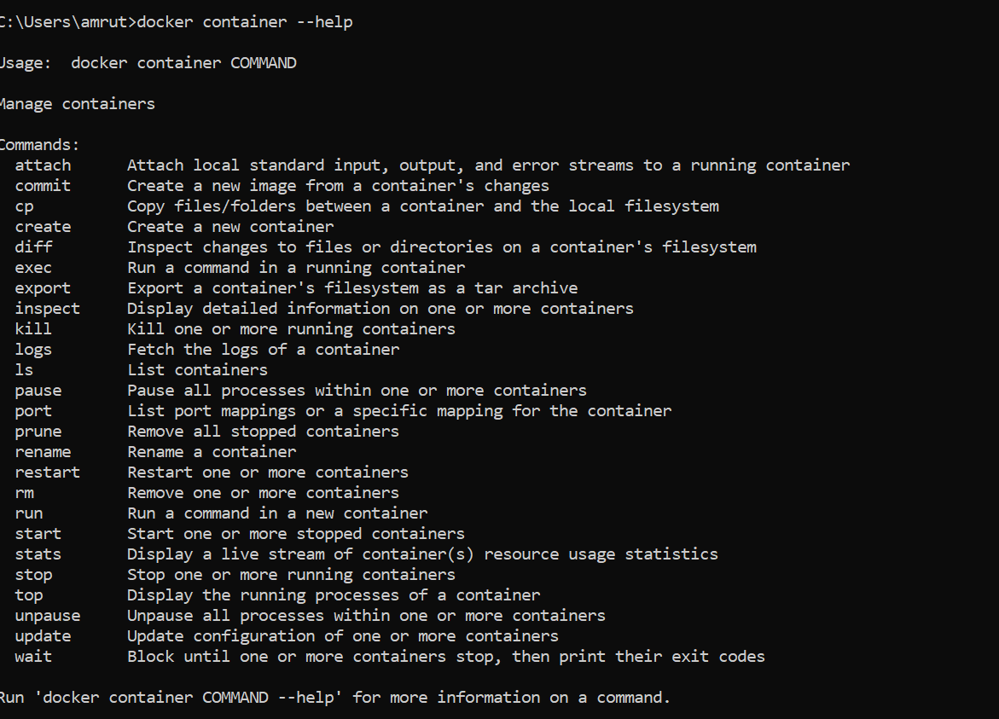 C:\Users\amrut>docker container --help
Usage:  docker container COMMAND
Manage containers
Commands:
  attach      Attach local standard input, output, and error streams to a running container
  commit      Create a new image from a container's changes
  cp          Copy files/folders between a container and the local filesystem
  create      Create a new container
  diff        Inspect changes to files or directories on a container's filesystem
  exec        Run a command in a running container
  export      Export a container's filesystem as a tar archive
  inspect     Display detailed information on one or more containers
  kill        Kill one or more running containers
  logs        Fetch the logs of a container
  ls          List containers
  pause       Pause all processes within one or more containers
  port        List port mappings or a specific mapping for the container
  prune       Remove all stopped containers
  rename      Rename a container
  restart     Restart one or more containers
  rm          Remove one or more containers
  run         Run a command in a new container
  start       Start one or more stopped containers
  stats       Display a live stream of container(s) resource usage statistics
  stop        Stop one or more running containers
  top         Display the running processes of a container
  unpause     Unpause all processes within one or more containers
  update      Update configuration of one or more containers
  wait        Block until one or more containers stop, then print their exit codes
Run 'docker container COMMAND --help' for more information on a command.